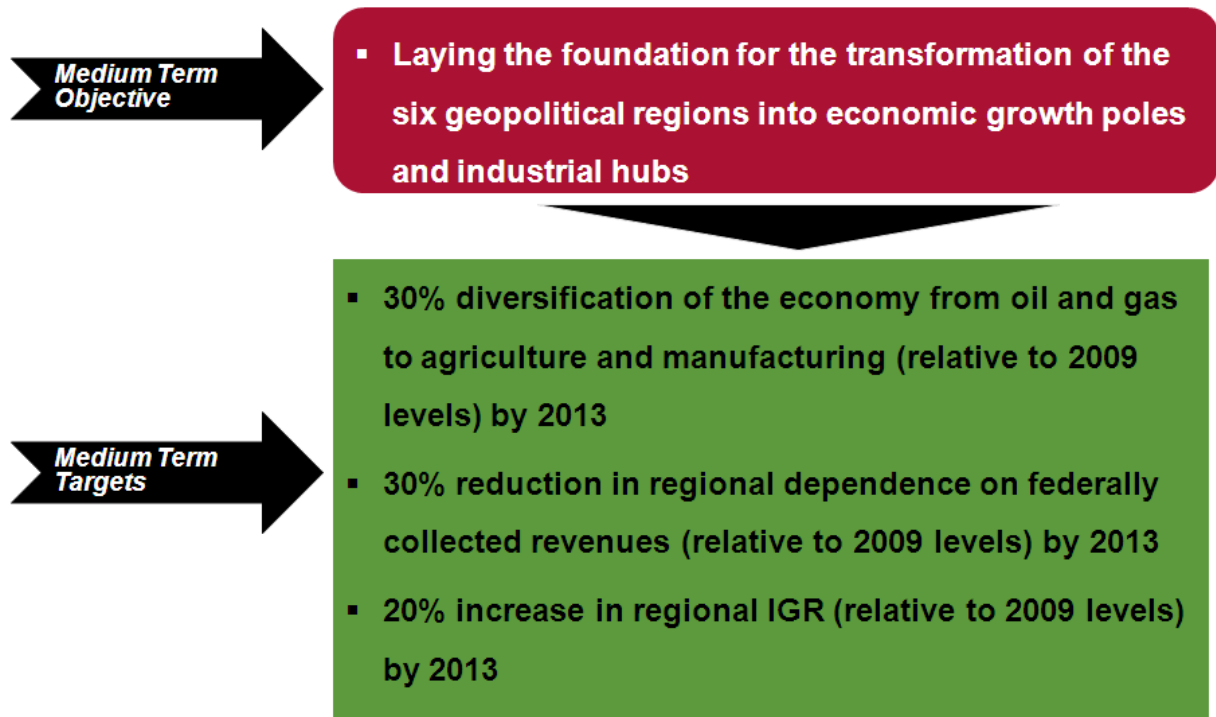 Medium Term
Objective
▪ Laying the foundation for the transformation of the
six geopolitical regions into economic growth poles
and industrial hubs
▪ 30% diversification of the economy from oil and gas
to agriculture and manufacturing (relative to 2009
levels) by 2013
Medium Term
Targets
▪ 30% reduction in regional dependence on federally
collected revenues (relative to 2009 levels) by 2013
▪ 20% increase in regional IGR (relative to 2009 levels)
by 2013